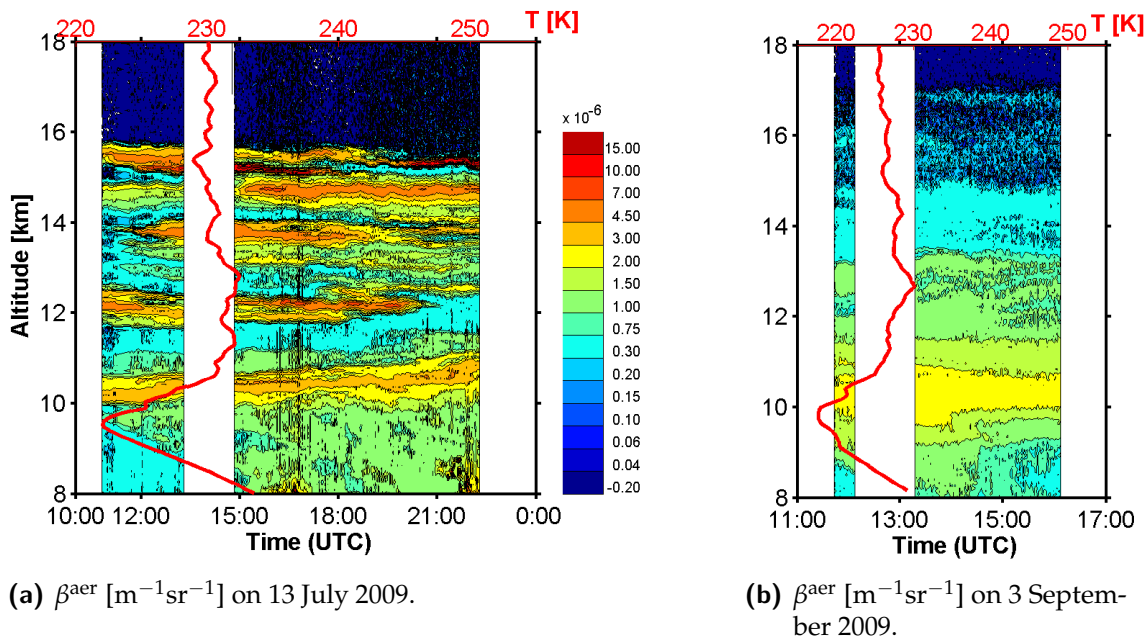 220 230 240 250 T [K]
18
16
14
12
10
8
Altitude [km]
10:00 12:00 15:00 18:00 21:00 0:00
Time (UTC)
x 10-6
15.00
10.00
7.00
4.50
3.00
2.00
1.50
1.00
0.75
0.30
0.20
0.15
0.10
0.06
0.04
-0.20
220 230 240 250 T [K]
18
16
14
12
10
8
11:00 13:00 15:00 17:00
Time (UTC)
(a) βaer [m−1sr−1] on 13 July 2009.
(b) βaer [m−1sr−1] on 3 Septem-
ber 2009.